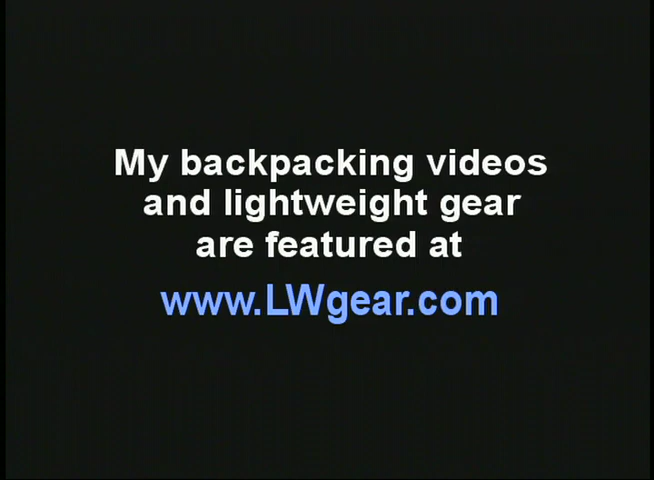 My backpacking videos
and lightweight gear
are featured at
www.LWgear.com